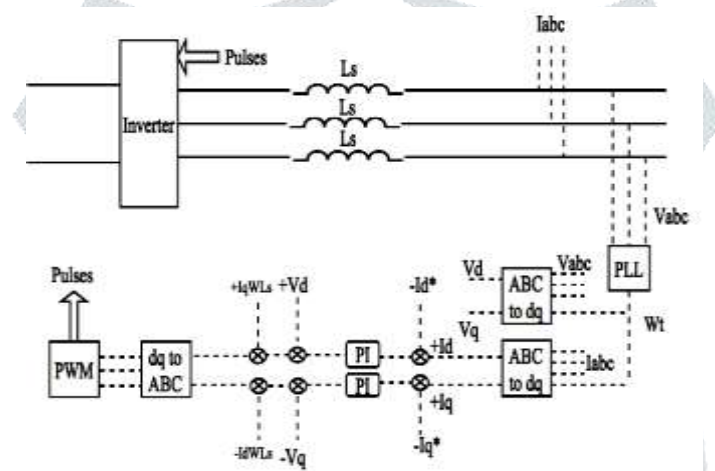 Iabc
Pulses
Ls
Inverter
Ls
Ls
Vabc
Pulses
+IqWLs
+Vd
-Id*
Vd
ABC
to dq
Vabc
PLL
Vq
Wt
PWM
dq to
ABC
PI
+Id
ABC
to dq
Iabc
PI
+Iq
-IdWLs
-Vq
-Iq*